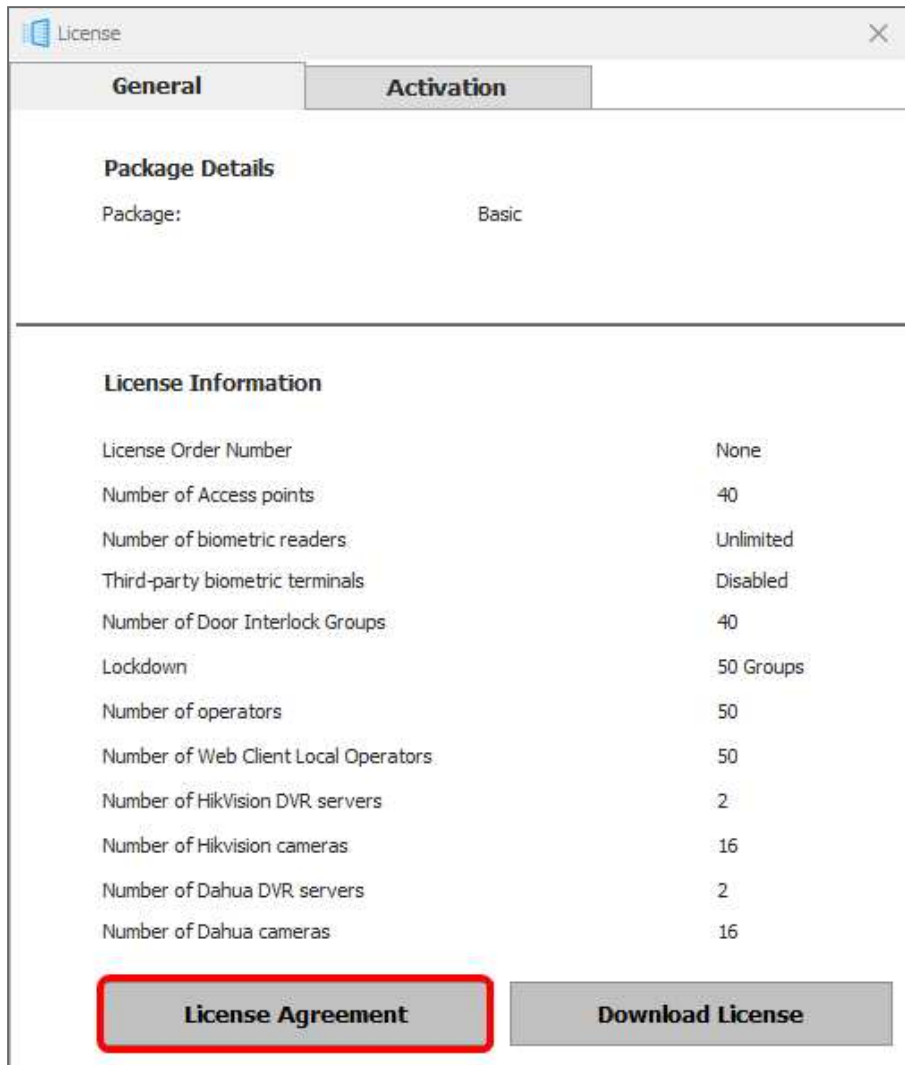 License
General Activation
Package Details
Package: Basic
License Information
License Order Number None
Number of Access points 40
Number of biometric readers Unlimited
Third-party biometric terminals Disabled
Number of Door Interlock Groups 40
Lockdown 50 Groups
Number of operators 50
Number of Web Client Local Operators 50
Number of HikVision DVR servers 2
Number of Hikvision cameras 16
Number of Dahua DVR servers 2
Number of Dahua cameras 16
License Agreement Download License